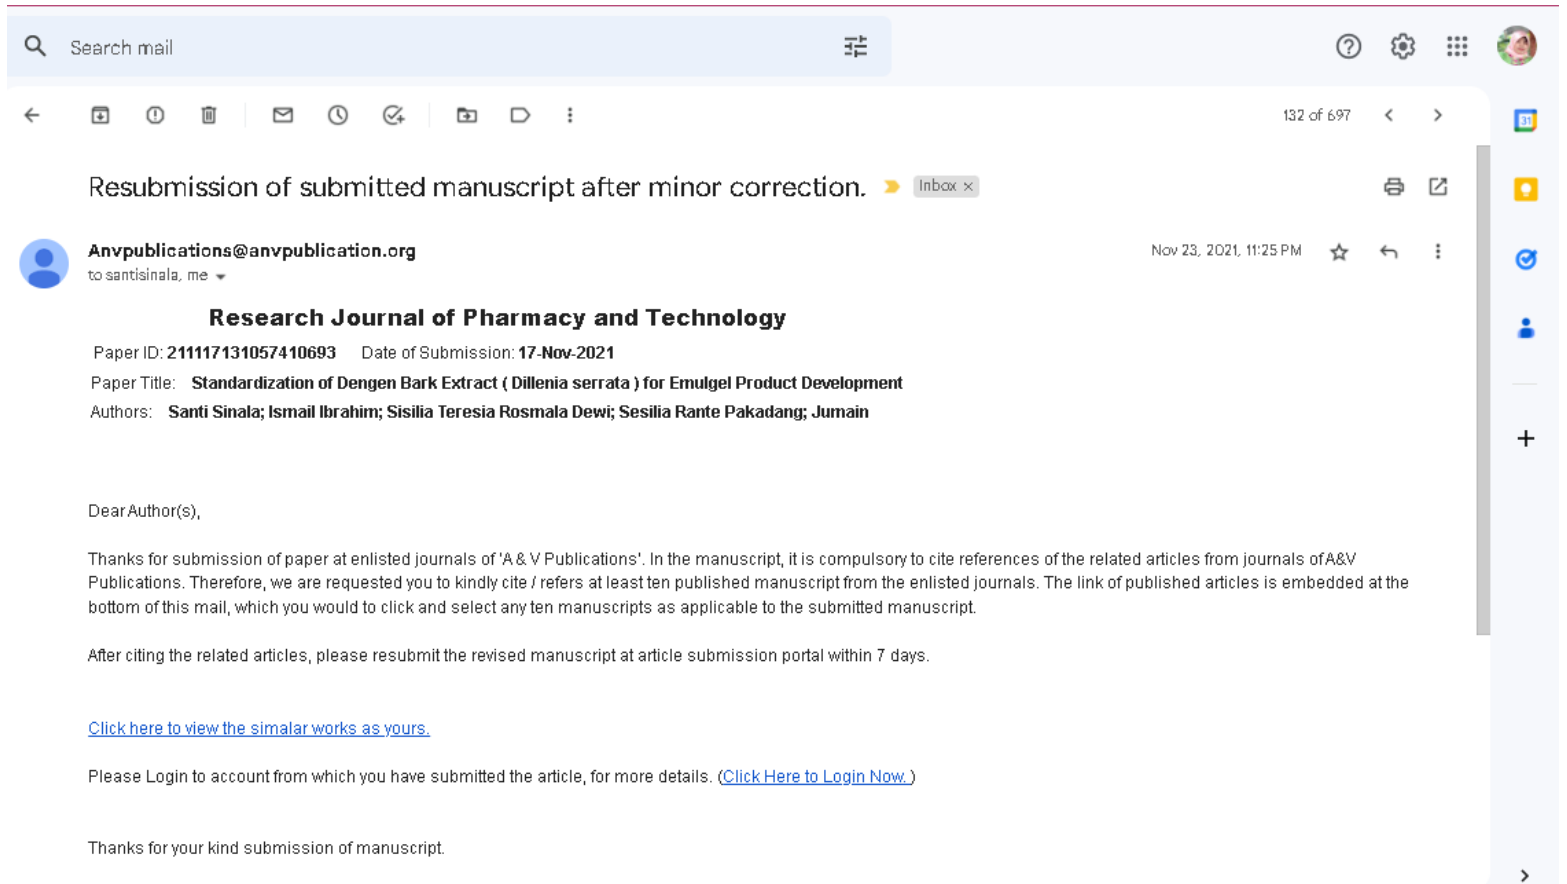 Search mail
132 of 697
31
Resubmission of submitted manuscript after minor correction. Inbox ×
Anvpublications@anvpublication.org Nov 23, 2021, 11:25 PM
to santisinala, me
Research Journal of Pharmacy and Technology
Paper ID: 211117131057410693 Date of Submission: 17-Nov-2021
Paper Title: Standardization of Dengen Bark Extract ( Dillenia serrata ) for Emulgel Product Development
Authors: Santi Sinala; Ismail Ibrahim; Sisilia Teresia Rosmala Dewi; Sesilia Rante Pakadang; Jumain
Dear Author(s),
Thanks for submission of paper at enlisted journals of 'A & V Publications'. In the manuscript, it is compulsory to cite references of the related articles from journals of A&V
Publications. Therefore, we are requested you to kindly cite / refers at least ten published manuscript from the enlisted journals. The link of published articles is embedded at the
bottom of this mail, which you would to click and select any ten manuscripts as applicable to the submitted manuscript.
After citing the related articles, please resubmit the revised manuscript at article submission portal within 7 days.
Click here to view the simalar works as yours.
Please Login to account from which you have submitted the article, for more details. (Click Here to Login Now. )
Thanks for your kind submission of manuscript.